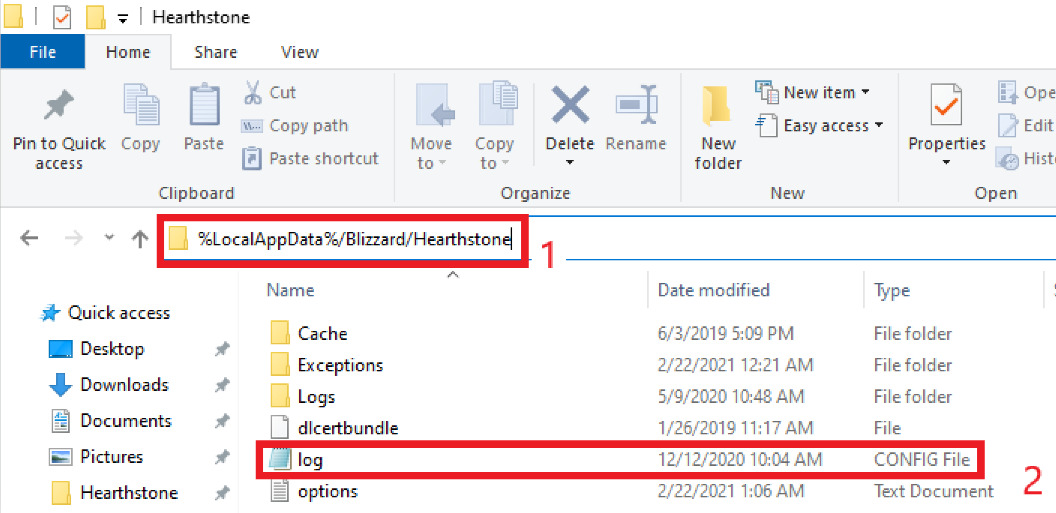 Hearthstone
File Home Share View
Pin to Quick access
Copy
Paste
Cut
Copy path
Paste shortcut
Move to
Copy to
Delete
Rename
New folder
New item
Easy access
Properties
Edit
Clipboard Organize New Open
%LocalAppData%/Blizzard/Hearthstone
1
Name Date modified Type
Quick access
Desktop
Downloads
Documents
Pictures
Hearthstone
Cache 6/3/2019 5:09 PM File folder
Exceptions 2/22/2021 12:21 AM File folder
Logs 5/9/2020 10:48 AM File folder
dlcertbundle 1/26/2019 11:17 AM File
log 12/12/2020 10:04 AM CONFIG File
options 2/22/2021 1:06 AM Text Document
2